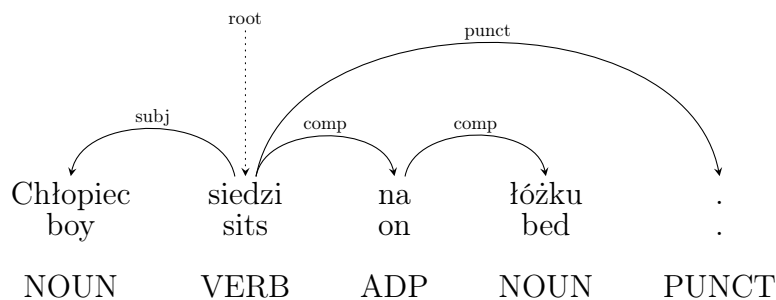 root
punct
subj comp comp
Chłopiec siedzi na łóżku .
boy sits on bed .
NOUN VERB ADP NOUN PUNCT